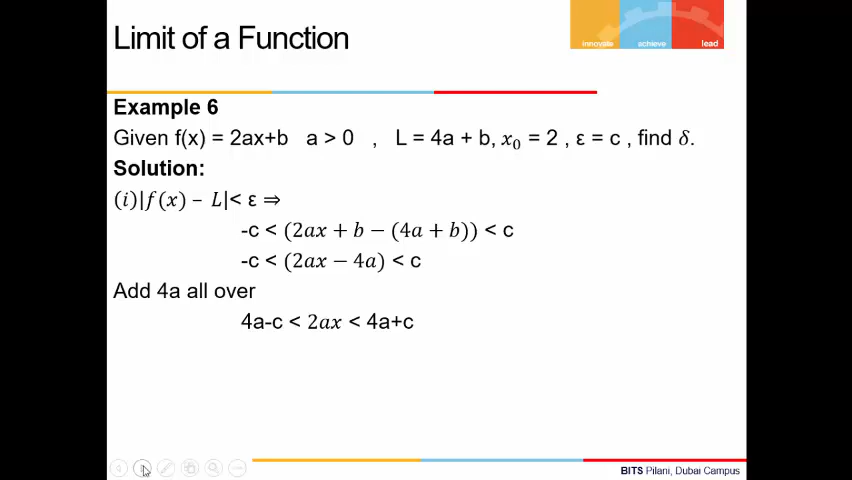 Limit of a Function
innovate achieve lead
Example 6
Given f(x) = 2ax+b a > 0 , L = 4a + b, x₀ = 2 , ε = c , find δ.
Solution:
(i)|f(x) – L|< ε ⇒
-c < (2ax + b − (4a + b)) < c
-c < (2ax − 4a) < c
Add 4a all over
4a-c < 2ax < 4a+c
BITS Pilani, Dubai Campus